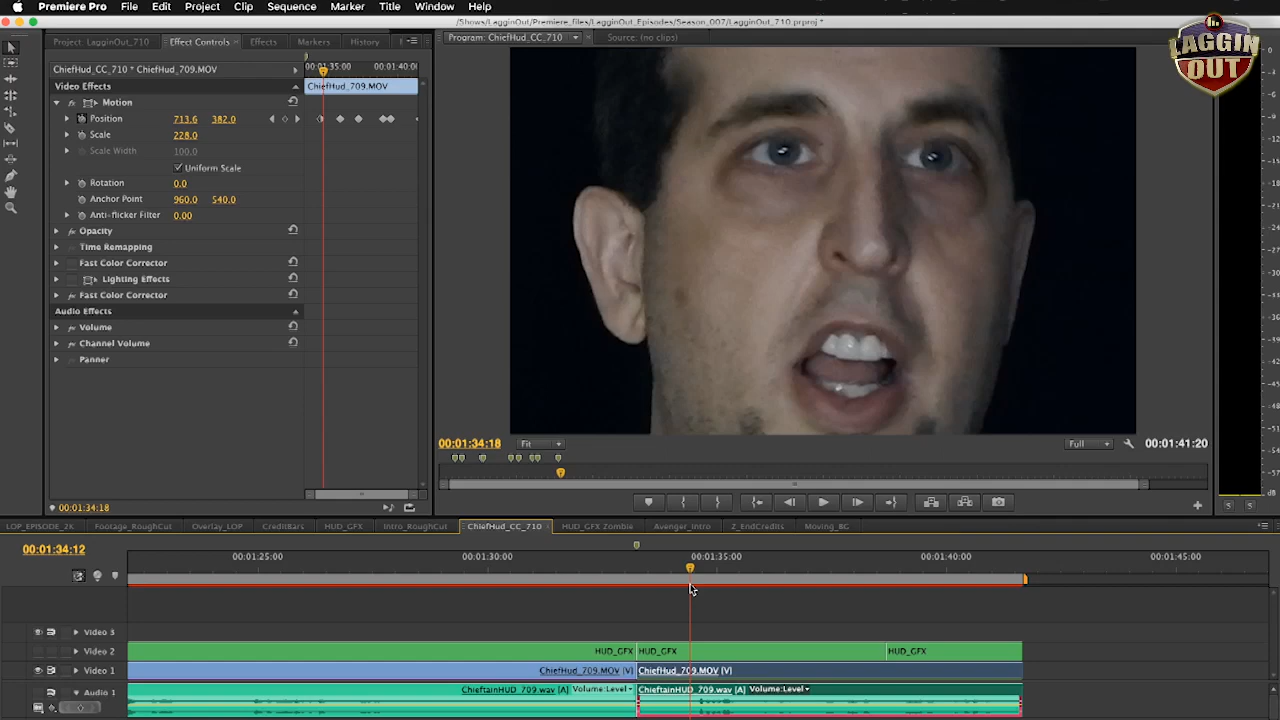 Premiere Pro File Edit Project Clip Sequence Marker Title Window Help
/Shows/LagginOut/Premiere_files/LagginOut_Episodes/Season_007/LagginOut_710 prproj *
LAGGIN OUT
Project: LagginOut_710 Effect Controls Effects Markers History
Program: ChiefHud_CC_710 Source: (no clips)
ChiefHud_CC_710 * ChiefHud_709.MOV
00:01:35:00 00:01:40:0
Video Effects
ChiefHud_709.MOV
fx Motion
Position 713.6 382.0
Scale 228.0
Scale Width 100.0
Uniform Scale
Rotation 0.0
Anchor Point 960.0 540.0
Anti-flicker Filter 0.00
fx Opacity
Time Remapping
Fast Color Corrector
Lighting Effects
fx Fast Color Corrector
Audio Effects
fx Volume
fx Channel Volume
Panner
00:01:34:18
00:01:34:18 Fit Full 00:01:41:20
dB
S S
LOP_EPISODE_2K Footage_RoughCut Overlay_LOP CreditBars HUD_GFX Intro_RoughCut ChiefHud_CC_710 HUD_GFX Zombie Avenger_Intro Z_EndCredits Moving_BG
00:01:34:12
00:01:25:00 00:01:30:00 00:01:35:00 00:01:40:00 00:01:45:00
Video 3
Video 2 HUD_GFX HUD_GFX HUD_GFX
Video 1 ChiefHud_709.MOV [V] ChiefHud_709.MOV [V]
Audio 1 ChieftainHUD_709.wav [A] Volume:Level ChieftainHUD_709.wav [A] Volume:Level